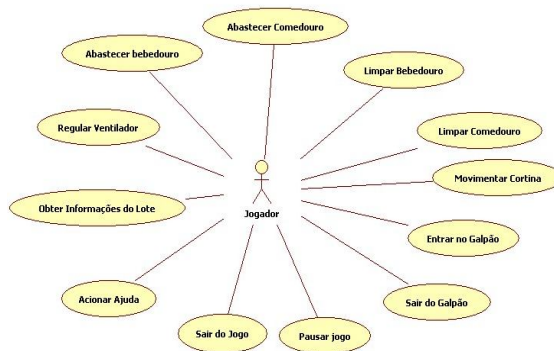 Abastecer Comedouro
Abastecer bebedouro
Limpar Bebedouro
Regular Ventilador
Limpar Comedouro
Movimentar Cortina
Obter Informações do Lote
Jogador
Entrar no Galpão
Acionar Ajuda
Sair do Galpão
Sair do Jogo
Pausar jogo